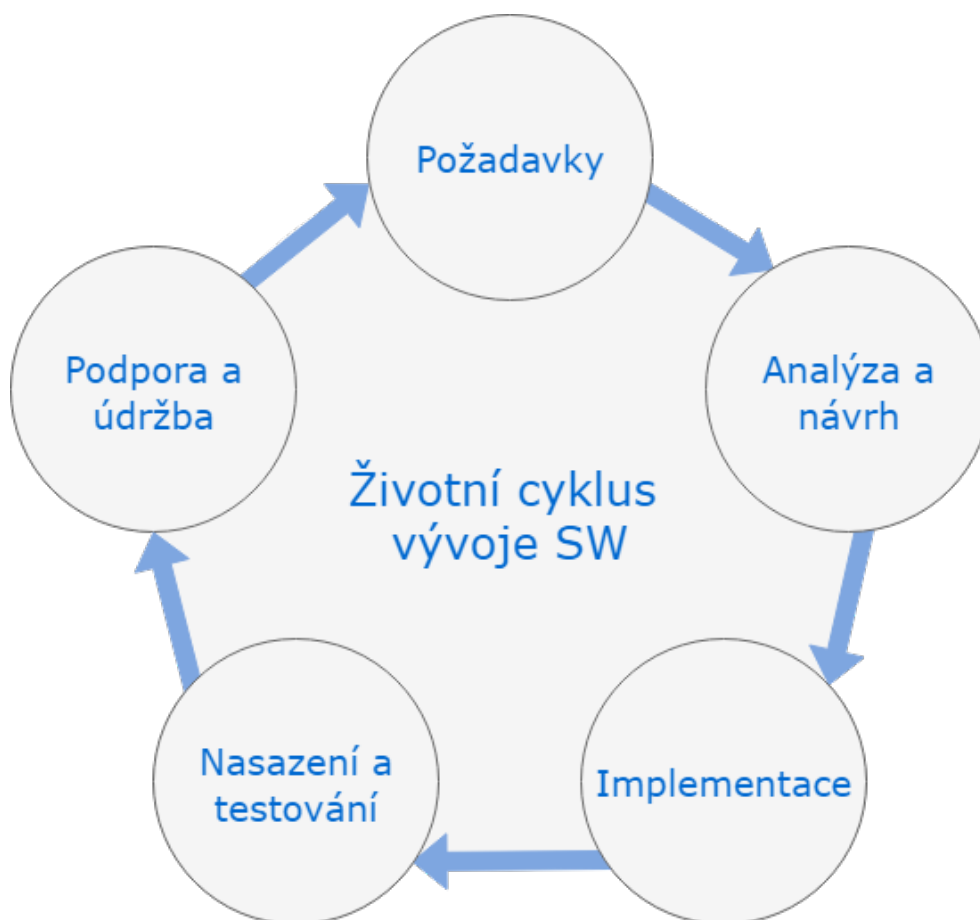 Požadavky
Analýza a
návrh
Implementace
Nasazení a
testování
Podpora a
údržba
Životní cyklus
vývoje SW